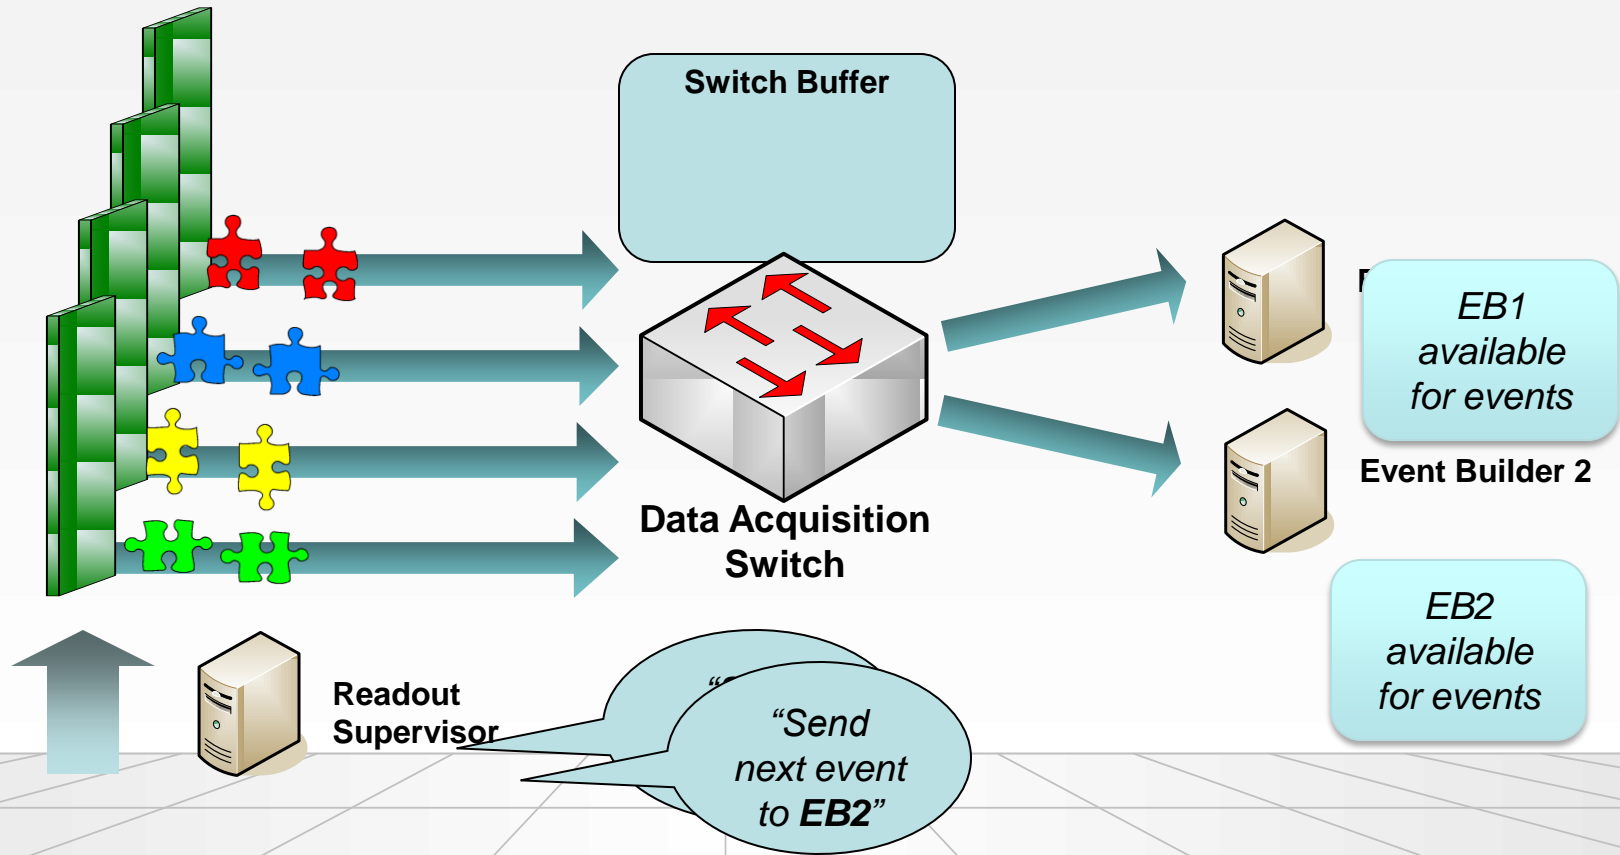 Switch Buffer
EB1
available
for events
Event Builder 2
Data Acquisition
Switch
EB2
available
for events
Readout
Supervisor
“Send
next event
to EB2”